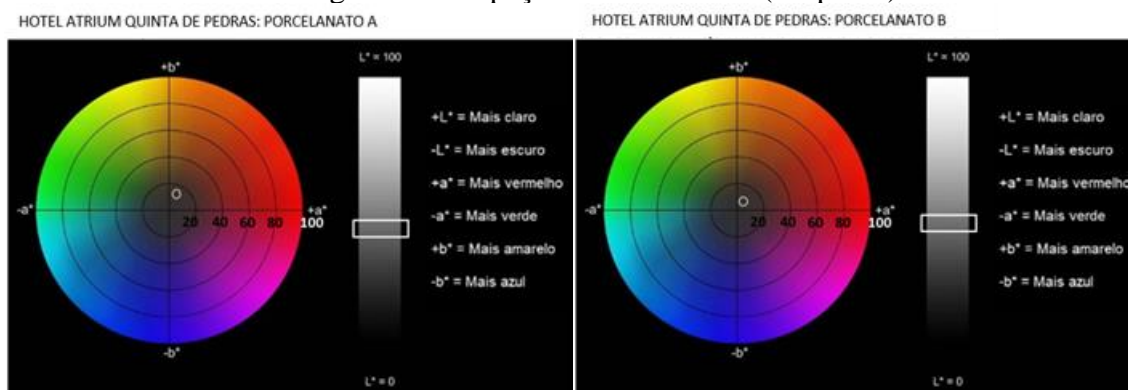 HOTEL ATRIUM QUINTA DE PEDRAS: PORCELANATO A
L* = 100
+b*
+L* = Mais claro
-L* = Mais escuro
+a* = Mais vermelho
-a*
+a*
20 40 60 80 100
-a* = Mais verde
+b* = Mais amarelo
-b* = Mais azul
-b*
L* = 0
HOTEL ATRIUM QUINTA DE PEDRAS: PORCELANATO B
L* = 100
+b*
+L* = Mais claro
-L* = Mais escuro
+a* = Mais vermelho
-a*
+a*
20 40 60 80 100
-a* = Mais verde
+b* = Mais amarelo
-b* = Mais azul
-b*
L* = 0